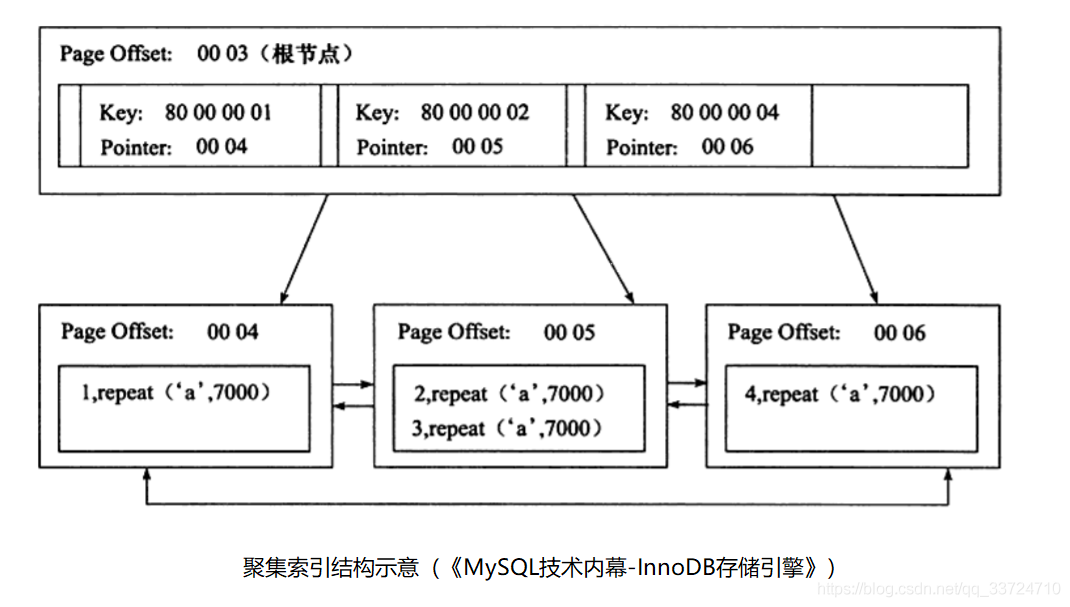 Page Offset: 00 03（根节点）
Key: 80 00 00 01
Pointer: 00 04
Key: 80 00 00 02
Pointer: 00 05
Key: 80 00 00 04
Pointer: 00 06
Page Offset: 00 04
1,repeat（‘a’,7000）
Page Offset: 00 05
2,repeat（‘a’,7000）
3,repeat（‘a’,7000）
Page Offset: 00 06
4,repeat（‘a’,7000）
聚集索引结构示意（《MySQL技术内幕-InnoDB存储引擎》）
https://blog.csdn.net/qq_33724710